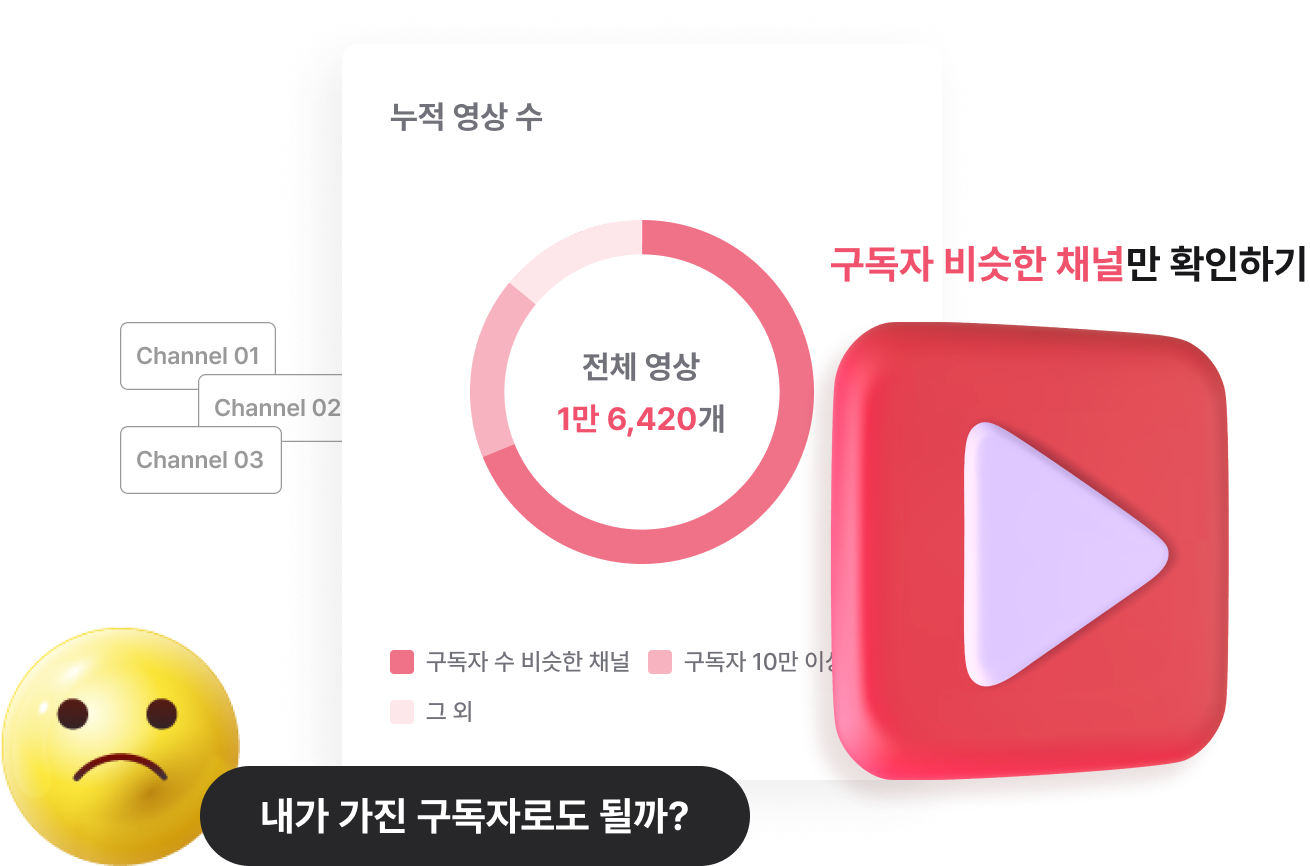 누적 영상 수
구독자 비슷한 채널만 확인하기
Channel 01
Channel 02
Channel 03
전체 영상
1만 6,420개
구독자 수 비슷한 채널
구독자 10만 이상
그 외
내가 가진 구독자로도 될까?